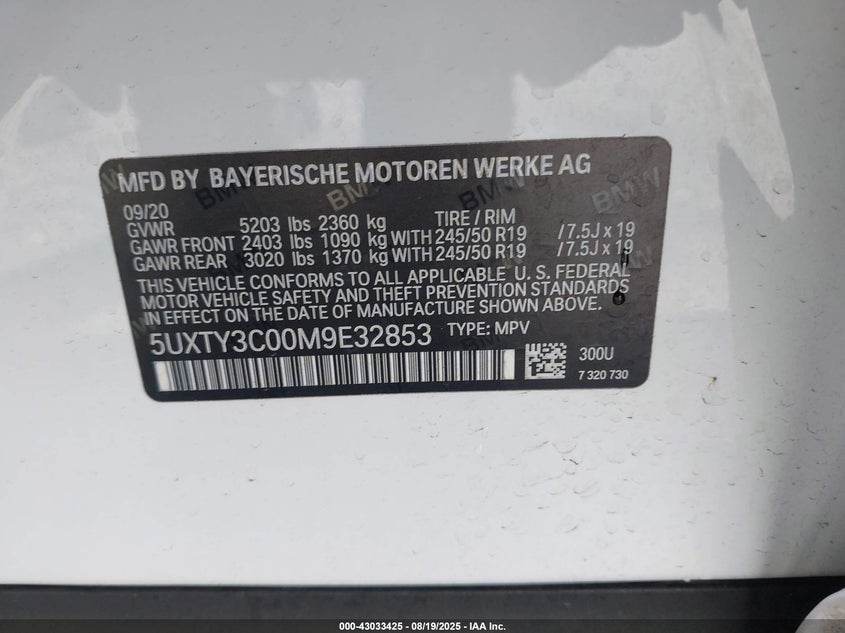 MFD BY BAYERISCHE MOTOREN WERKE AG
09/20
GVWR 5203 lbs 2360 kg TIRE / RIM
GAWR FRONT 2403 lbs 1090 kg WITH 245/50 R19 / 7.5J x 19
GAWR REAR 3020 lbs 1370 kg WITH 245/50 R19 / 7.5J x 19
THIS VEHICLE CONFORMS TO ALL APPLICABLE U. S. FEDERAL
MOTOR VEHICLE SAFETY AND THEFT PREVENTION STANDARDS
IN EFFECT ON THE DATE OF MANUFACTURE SHOWN ABOVE.
5UXTY3C00M9E32853 TYPE: MPV
300U
7 320 730
BMW BMW BMW BMW
000-43033425 - 08/19/2025 - IAA Inc.